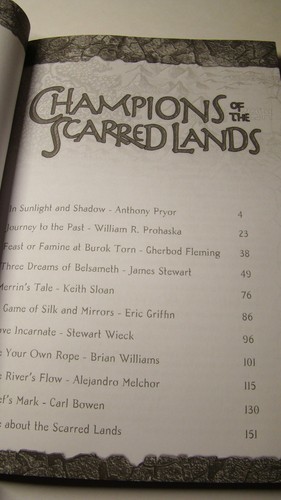 CHAMPIONS OF THE
SCARRED LANDS
In Sunlight and Shadow - Anthony Pryor 4
Journey to the Past - William R. Prohaska 23
Feast or Famine at Burok Torn - Gherbod Fleming 38
Three Dreams of Belsameth - James Stewart 49
Merrin's Tale - Keith Sloan 76
Game of Silk and Mirrors - Eric Griffin 86
Incarnate - Stewart Wieck 96
Your Own Rope - Brian Williams 101
River's Flow - Alejandro Melchor 115
Mark - Carl Bowen 130
about the Scarred Lands 151